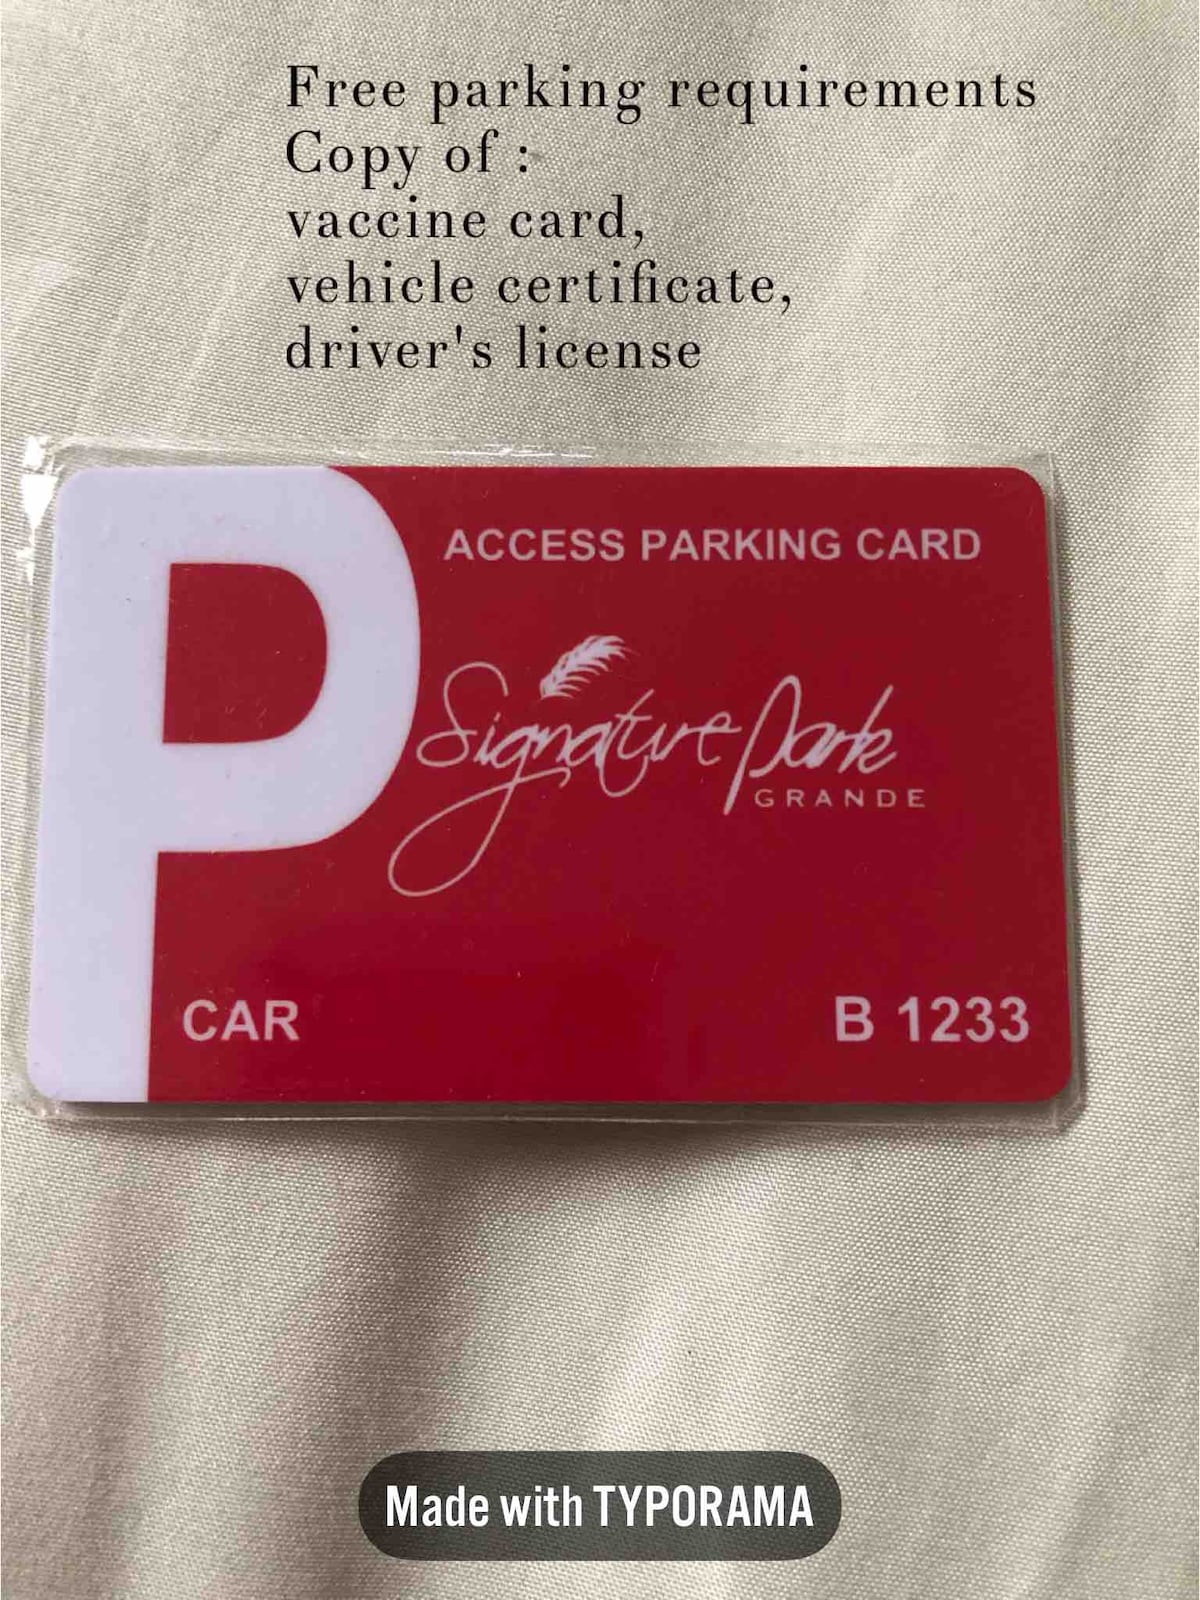 Free parking requirements
Copy of :
vaccine card,
vehicle certificate,
driver's license
ACCESS PARKING CARD
Signature Park
GRANDE
CAR
B 1233
Made with TYPORAMA